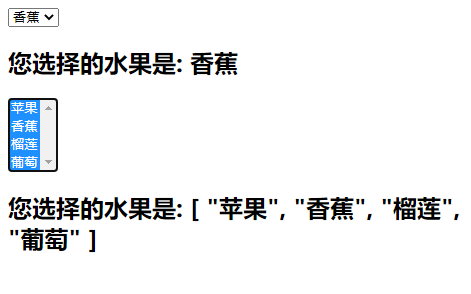 香蕉
您选择的水果是: 香蕉
苹果
香蕉
榴莲
葡萄
您选择的水果是: [ "苹果", "香蕉", "榴莲",
"葡萄" ]